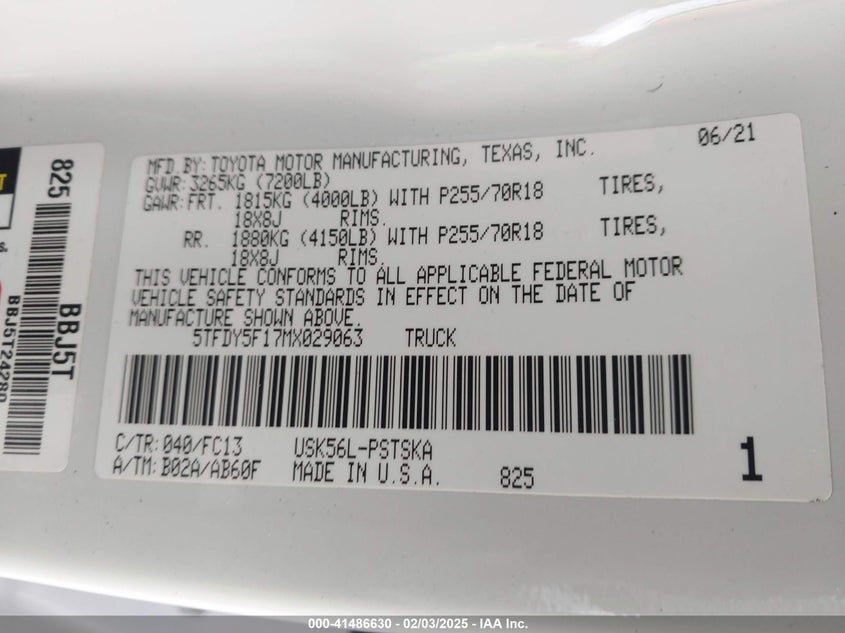 MFD.BY:TOYOTA MOTOR MANUFACTURING, TEXAS, INC. 06/21
GVWR:3265KG (7200LB)
GAWR:FRT. 1815KG (4000LB) WITH P255/70R18 TIRES,
18X8J RIMS.
RR. 1880KG (4150LB) WITH P255/70R18 TIRES,
18X8J RIMS.
THIS VEHICLE CONFORMS TO ALL APPLICABLE FEDERAL MOTOR
VEHICLE SAFETY STANDARDS IN EFFECT ON THE DATE OF
MANUFACTURE SHOWN ABOVE.
5TFDY5F17MX029063 TRUCK
C/TR:040/FC13 USK56L-PSTSKA
A/TM:B02A/AB60F MADE IN U.S.A. 825
1
825
BBJ5T
BBJ5T24280
000-41486630 - 02/03/2025 - IAA Inc.